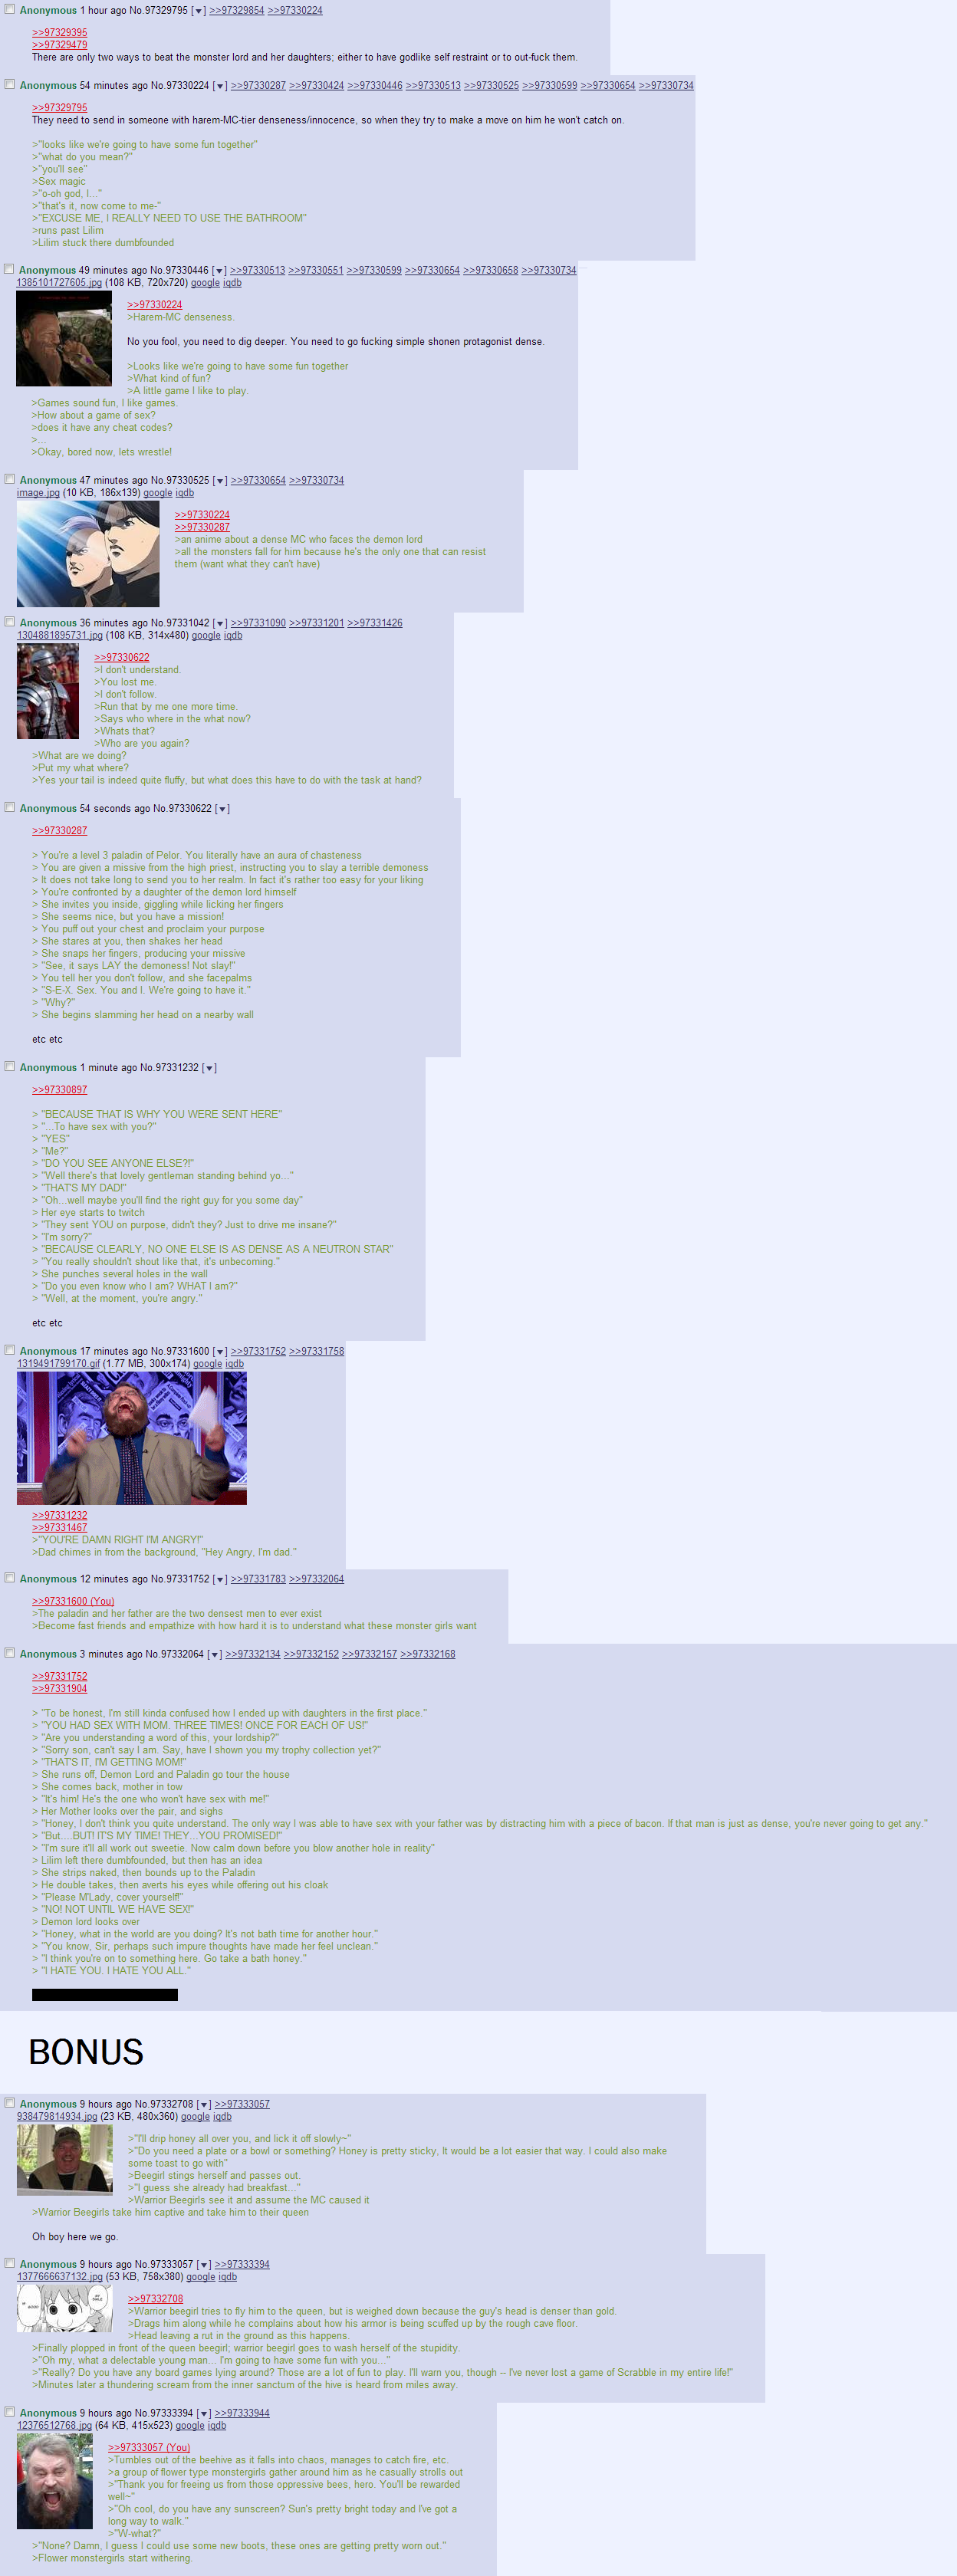 Anonymous 1 hour ago No.97329795 [▼] >>97329854 >>97330224
>>97329395
>>97329479
There are only two ways to beat the monster lord and her daughters; either to have godlike self restraint or to out-fuck them.
Anonymous 54 minutes ago No.97330224 [▼] >>97330287 >>97330424 >>97330446 >>97330513 >>97330525 >>97330599 >>97330654 >>97330734
>>97329795
They need to send in someone with harem-MC-tier denseness/innocence, so when they try to make a move on him he won't catch on.
>"looks like we're going to have some fun together"
>"what do you mean?"
>"you'll see"
>Sex magic
>"o-oh god, I..."
>"that's it, now come to me-"
>"EXCUSE ME, I REALLY NEED TO USE THE BATHROOM"
>runs past Lilim
>Lilim stuck there dumbfounded
Anonymous 49 minutes ago No.97330446 [▼] >>97330513 >>97330551 >>97330599 >>97330654 >>97330658 >>97330734
1385101727605.jpg (108 KB, 720x720) google iqdb
>>97330224
>Harem-MC denseness.
No you fool, you need to dig deeper. You need to go fucking simple shonen protagonist dense.
>Looks like we're going to have some fun together
>What kind of fun?
>A little game I like to play.
>Games sound fun, I like games.
>How about a game of sex?
>does it have any cheat codes?
>...
>Okay, bored now, lets wrestle!
Anonymous 47 minutes ago No.97330525 [▼] >>97330654 >>97330734
image.jpg (10 KB, 186x139) google iqdb
>>97330224
>>97330287
>an anime about a dense MC who faces the demon lord
>all the monsters fall for him because he's the only one that can resist
them (want what they can't have)
Anonymous 36 minutes ago No.97331042 [▼] >>97331090 >>97331201 >>97331426
1304881895731.jpg (108 KB, 314x480) google iqdb
>>97330622
>I don't understand.
>You lost me.
>I don't follow.
>Run that by me one more time.
>Says who where in the what now?
>Whats that?
>Who are you again?
>What are we doing?
>Put my what where?
>Yes your tail is indeed quite fluffy, but what does this have to do with the task at hand?
Anonymous 54 seconds ago No.97330622 [▼]
>>97330287
> You're a level 3 paladin of Pelor. You literally have an aura of chasteness
> You are given a missive from the high priest, instructing you to slay a terrible demoness
> It does not take long to send you to her realm. In fact it's rather too easy for your liking
> You're confronted by a daughter of the demon lord himself
> She invites you inside, giggling while licking her fingers
> She seems nice, but you have a mission!
> You puff out your chest and proclaim your purpose
> She stares at you, then shakes her head
> She snaps her fingers, producing your missive
> "See, it says LAY the demoness! Not slay!"
> You tell her you don't follow, and she facepalms
> "S-E-X. Sex. You and I. We're going to have it."
> "Why?"
> She begins slamming her head on a nearby wall
etc etc
Anonymous 1 minute ago No.97331232 [▼]
>>97330897
> "BECAUSE THAT IS WHY YOU WERE SENT HERE"
> "...To have sex with you?"
> "YES"
> "Me?"
> "DO YOU SEE ANYONE ELSE?!"
> "Well there's that lovely gentleman standing behind yo..."
> "THAT'S MY DAD!"
> "Oh...well maybe you'll find the right guy for you some day"
> Her eye starts to twitch
> "They sent YOU on purpose, didn't they? Just to drive me insane?"
> "I'm sorry?"
> "BECAUSE CLEARLY, NO ONE ELSE IS AS DENSE AS A NEUTRON STAR"
> "You really shouldn't shout like that, it's unbecoming."
> She punches several holes in the wall
> "Do you even know who I am? WHAT I am?"
> "Well, at the moment, you're angry."
etc etc
Anonymous 17 minutes ago No.97331600 [▼] >>97331752 >>97331758
1319491799170.gif (1.77 MB, 300x174) google iqdb
>>97331232
>>97331467
>"YOU'RE DAMN RIGHT I'M ANGRY!"
>Dad chimes in from the background, "Hey Angry, I'm dad."
Anonymous 12 minutes ago No.97331752 [▼] >>97331783 >>97332064
>>97331600 (You)
>The paladin and her father are the two densest men to ever exist
>Become fast friends and empathize with how hard it is to understand what these monster girls want
Anonymous 3 minutes ago No.97332064 [▼] >>97332134 >>97332152 >>97332157 >>97332168
>>97331752
>>97331904
> "To be honest, I'm still kinda confused how I ended up with daughters in the first place."
> "YOU HAD SEX WITH MOM. THREE TIMES! ONCE FOR EACH OF US!"
> "Are you understanding a word of this, your lordship?"
> "Sorry son, can't say I am. Say, have I shown you my trophy collection yet?"
> "THAT'S IT, I'M GETTING MOM!"
> She runs off, Demon Lord and Paladin go tour the house
> She comes back, mother in tow
> "It's him! He's the one who won't have sex with me!"
> Her Mother looks over the pair, and sighs
> "Honey, I don't think you quite understand. The only way I was able to have sex with your father was by distracting him with a piece of bacon. If that man is just as dense, you're never going to get any."
> "But....BUT! IT'S MY TIME! THEY...YOU PROMISED!"
> "I'm sure it'll all work out sweetie. Now calm down before you blow another hole in reality"
> Lilim left there dumbfounded, but then has an idea
> She strips naked, then bounds up to the Paladin
> He double takes, then averts his eyes while offering out his cloak
> "Please M'Lady, cover yourself!"
> "NO! NOT UNTIL WE HAVE SEX!"
> Demon lord looks over
> "Honey, what in the world are you doing? It's not bath time for another hour."
> "You know, Sir, perhaps such impure thoughts have made her feel unclean."
> "I think you're on to something here. Go take a bath honey."
> "I HATE YOU. I HATE YOU ALL."
BONUS
Anonymous 9 hours ago No.97332708 [▼] >>97333057
938479814934.jpg (23 KB, 480x360) google iqdb
>"I'll drip honey all over you, and lick it off slowly~"
>"Do you need a plate or a bowl or something? Honey is pretty sticky, It would be a lot easier that way. I could also make
some toast to go with"
>Beegirl stings herself and passes out.
>"I guess she already had breakfast..."
>Warrior Beegirls see it and assume the MC caused it
>Warrior Beegirls take him captive and take him to their queen
Oh boy here we go.
Anonymous 9 hours ago No.97333057 [▼] >>97333394
1377666637132.jpg (53 KB, 758x380) google iqdb
>>97332708
>Warrior beegirl tries to fly him to the queen, but is weighed down because the guy's head is denser than gold.
>Drags him along while he complains about how his armor is being scuffed up by the rough cave floor.
>Head leaving a rut in the ground as this happens.
>Finally plopped in front of the queen beegirl; warrior beegirl goes to wash herself of the stupidity.
>"Oh my, what a delectable young man... I'm going to have some fun with you..."
>"Really? Do you have any board games lying around? Those are a lot of fun to play. I'll warn you, though -- I've never lost a game of Scrabble in my entire life!"
>Minutes later a thundering scream from the inner sanctum of the hive is heard from miles away.
Anonymous 9 hours ago No.97333394 [▼] >>97333944
12376512768.jpg (64 KB, 415x523) google iqdb
>>97333057 (You)
>Tumbles out of the beehive as it falls into chaos, manages to catch fire, etc.
>a group of flower type monstergirls gather around him as he casually strolls out
>"Thank you for freeing us from those oppressive bees, hero. You'll be rewarded
well~"
>"Oh cool, do you have any sunscreen? Sun's pretty bright today and I've got a
long way to walk."
>"W-what?"
>"None? Damn, I guess I could use some new boots, these ones are getting pretty worn out."
>Flower monstergirls start withering.